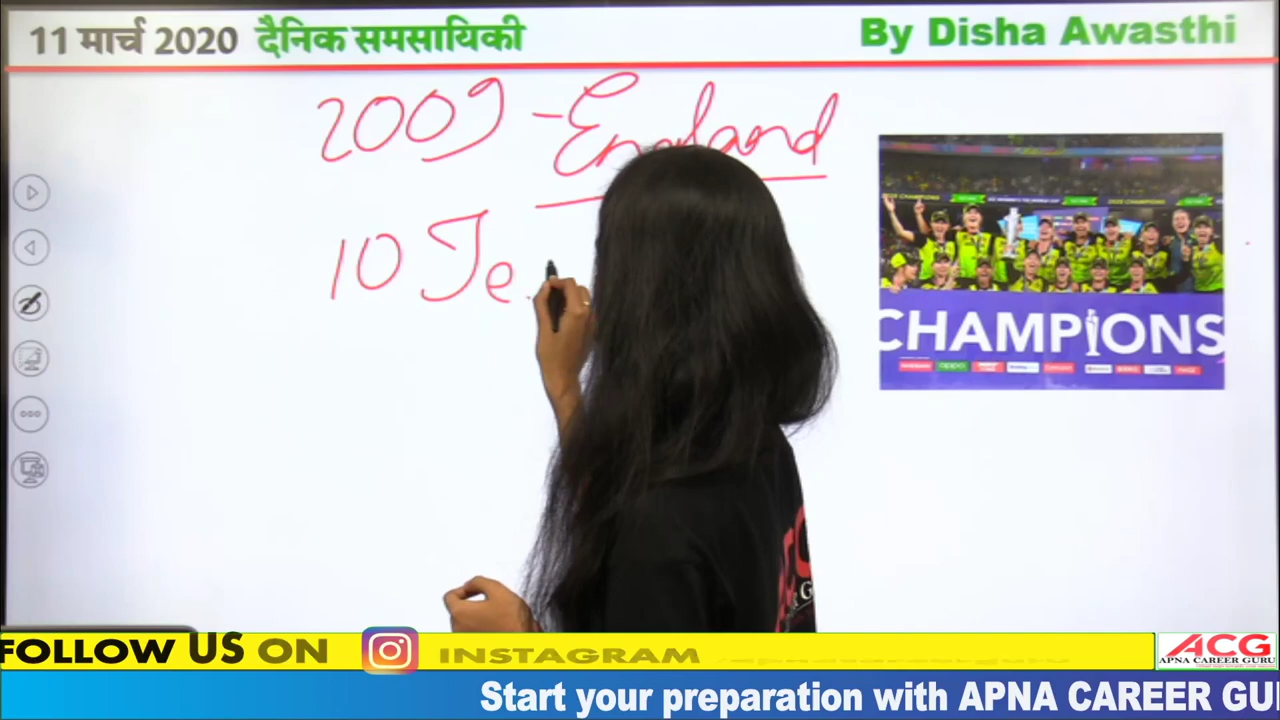 11 मार्च 2020 दैनिक समसायिकी
By Disha Awasthi
2009 - England
10 Te
CHAMPIONS
FOLLOW US ON INSTAGRAM
ACG
APNA CAREER GURU
Start your preparation with APNA CAREER GU